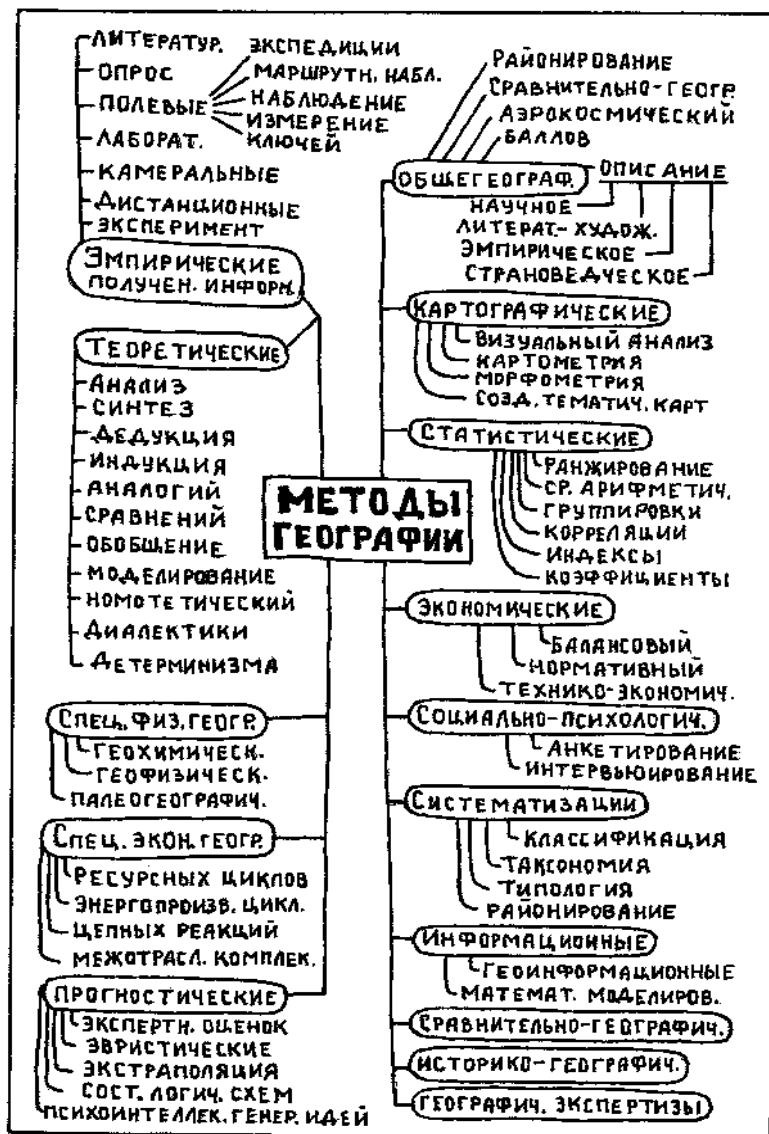 ЛИТЕРАТУР.
ОПРОС
ПОЛЕВЫЕ
ЭКСПЕДИЦИИ
МАРШРУТН. НАБЛ.
НАБЛЮДЕНИЕ
ИЗМЕРЕНИЕ
КЛЮЧЕЙ
ЛАБОРАТ.
КАМЕРАЛЬНЫЕ
ДИСТАНЦИОННЫЕ
ЭКСПЕРИМЕНТ
ЭМПИРИЧЕСКИЕ
ПОЛУЧЕН. ИНФОРМ.
ТЕОРЕТИЧЕСКИЕ
АНАЛИЗ
СИНТЕЗ
ДЕДУКЦИЯ
ИНДУКЦИЯ
АНАЛОГИЙ
СРАВНЕНИЙ
ОБОБЩЕНИЕ
МОДЕЛИРОВАНИЕ
НОМОТЕТИЧЕСКИЙ
ДИАЛЕКТИКИ
ДЕТЕРМИНИЗМА
СПЕЦ. ФИЗ. ГЕОГР.
ГЕОХИМИЧЕСК.
ГЕОФИЗИЧЕСК.
ПАЛЕОГЕОГРАФИЧ.
СПЕЦ. ЭКОН. ГЕОГР.
РЕСУРСНЫХ ЦИКЛОВ
ЭНЕРГОПРОИЗВ. ЦИКЛ.
ЦЕПНЫХ РЕАКЦИЙ
МЕЖОТРАСЛ. КОМПЛЕК.
ПРОГНОСТИЧЕСКИЕ
ЭКСПЕРТН. ОЦЕНОК
ЭВРИСТИЧЕСКИЕ
ЭКСТРАПОЛЯЦИЯ
СОСТ. ЛОГИЧ. СХЕМ
ПСИХОИНТЕЛЛЕК. ГЕНЕР. ИДЕЙ
МЕТОДЫ
ГЕОГРАФИИ
РАЙОНИРОВАНИЕ
СРАВНИТЕЛЬНО-ГЕОГР.
АЭРОКОСМИЧЕСКИЙ
БАЛЛОВ
ОБЩЕГЕОГРАФ.
ОПИСАНИЕ
НАУЧНОЕ
ЛИТЕРАТ.-ХУДОЖ.
ЭМПИРИЧЕСКОЕ
СТРАНОВЕДЧЕСКОЕ
КАРТОГРАФИЧЕСКИЕ
ВИЗУАЛЬНЫЙ АНАЛИЗ
КАРТОМЕТРИЯ
МОРФОМЕТРИЯ
СОЗД. ТЕМАТИЧ. КАРТ
СТАТИСТИЧЕСКИЕ
РАНЖИРОВАНИЕ
СР. АРИФМЕТИЧ.
ГРУППИРОВКИ
КОРРЕЛЯЦИИ
ИНДЕКСЫ
КОЭФФИЦИЕНТЫ
ЭКОНОМИЧЕСКИЕ
БАЛАНСОВЫЙ
НОРМАТИВНЫЙ
ТЕХНИКО-ЭКОНОМИЧ.
СОЦИАЛЬНО-ПСИХОЛОГИЧ.
АНКЕТИРОВАНИЕ
ИНТЕРВЬЮИРОВАНИЕ
СИСТЕМАТИЗАЦИИ
КЛАССИФИКАЦИЯ
ТАКСОНОМИЯ
ТИПОЛОГИЯ
РАЙОНИРОВАНИЕ
ИНФОРМАЦИОННЫЕ
ГЕОИНФОРМАЦИОННЫЕ
МАТЕМАТ. МОДЕЛИРОВ.
СРАВНИТЕЛЬНО-ГЕОГРАФИЧ.
ИСТОРИКО-ГЕОГРАФИЧ.
ГЕОГРАФИЧ. ЭКСПЕРТИЗЫ